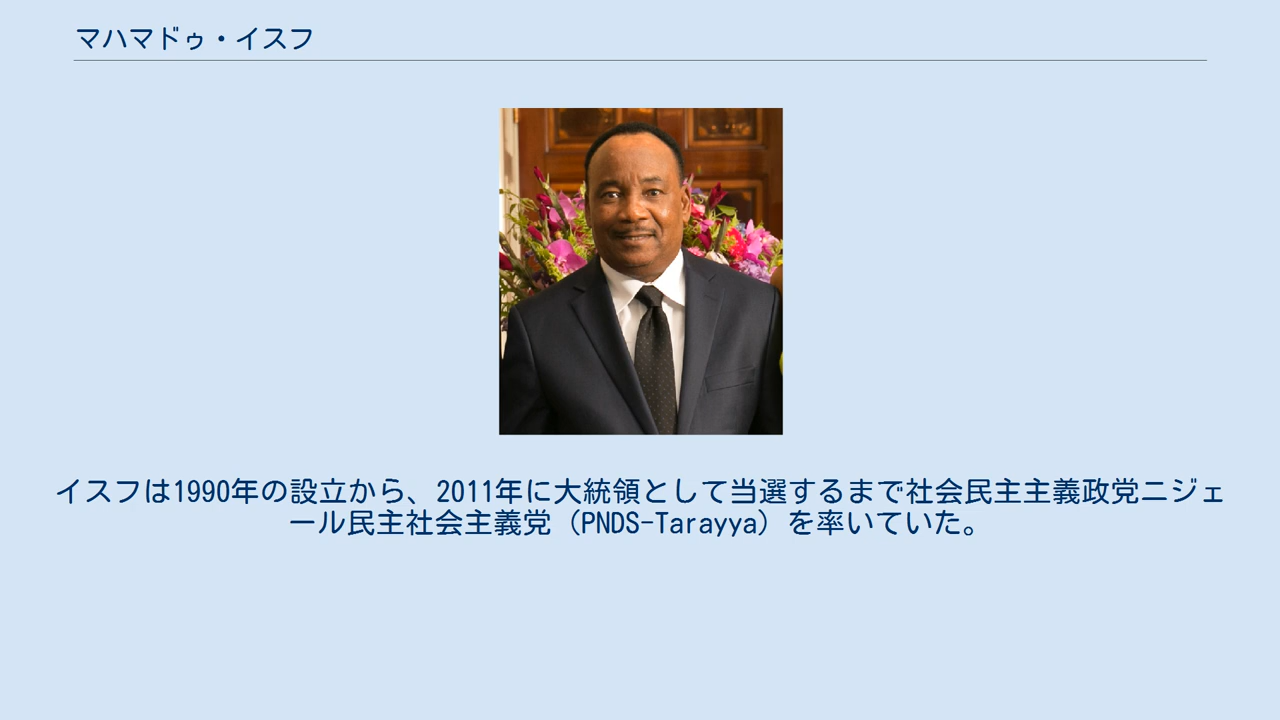 マハマドゥ・イスフ
イスフは1990年の設立から、2011年に大統領として当選するまで社会民主主義政党ニジェ
ール民主社会主義党（PNDS-Tarayya）を率いていた。